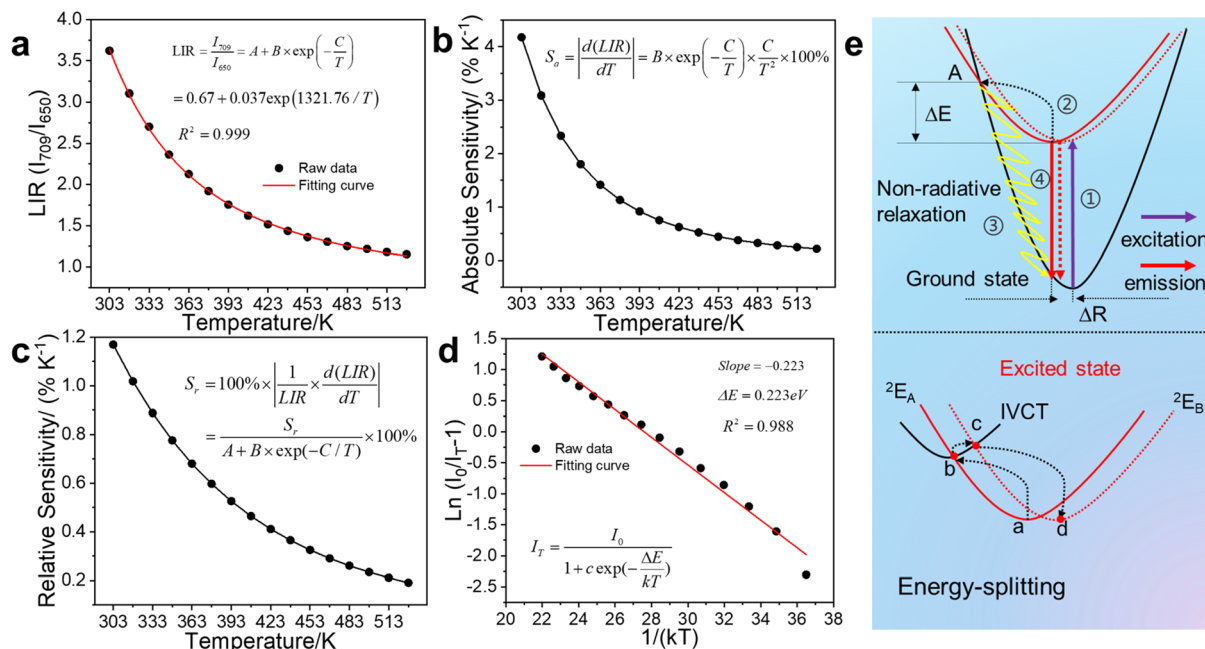 a
4.0
3.5
3.0
2.5
2.0
1.5
1.0
LIR (I709/I650)
LIR = I709/I650 = A + B × exp(−C/T)
= 0.67 + 0.037exp(1321.76 / T)
R² = 0.999
Raw data
Fitting curve
303 333 363 393 423 453 483 513
Temperature/K
b
4
3
2
1
0
Absolute Sensitivity/ (% K⁻¹)
Sa = |d(LIR)/dT| = B × exp(−C/T) × C/T² × 100%
303 333 363 393 423 453 483 513
Temperature/K
c
1.2
1.0
0.8
0.6
0.4
0.2
Relative Sensitivity/ (% K⁻¹)
Sr = 100% × |1/LIR × d(LIR)/dT|
= Sr/(A + B × exp(−C / T)) × 100%
303 333 363 393 423 453 483 513
Temperature/K
d
1.5
1.0
0.5
0.0
-0.5
-1.0
-1.5
-2.0
-2.5
Ln (I0/IT-1)
Slope = −0.223
ΔE = 0.223eV
R² = 0.988
Raw data
Fitting curve
IT = I0/(1 + c exp(−ΔE/kT))
20 22 24 26 28 30 32 34 36 38
1/(kT)
e
A
②
ΔE
④
①
Non-radiative
relaxation
③
excitation
Ground state
emission
ΔR
Excited state
²EA
IVCT
²EB
c
b
a
d
Energy-splitting